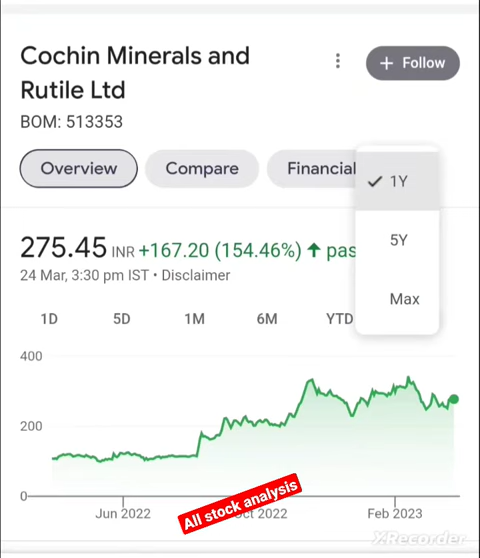 Cochin Minerals and
Rutile Ltd
+ Follow
BOM: 513353
Overview
Compare
Financial
1Y
5Y
Max
275.45 INR +167.20 (154.46%) ↑ pas
24 Mar, 3:30 pm IST • Disclaimer
1D 5D 1M 6M YTD
400
200
0
Jun 2022
Oct 2022
Feb 2023
All stock analysis
XRecorder